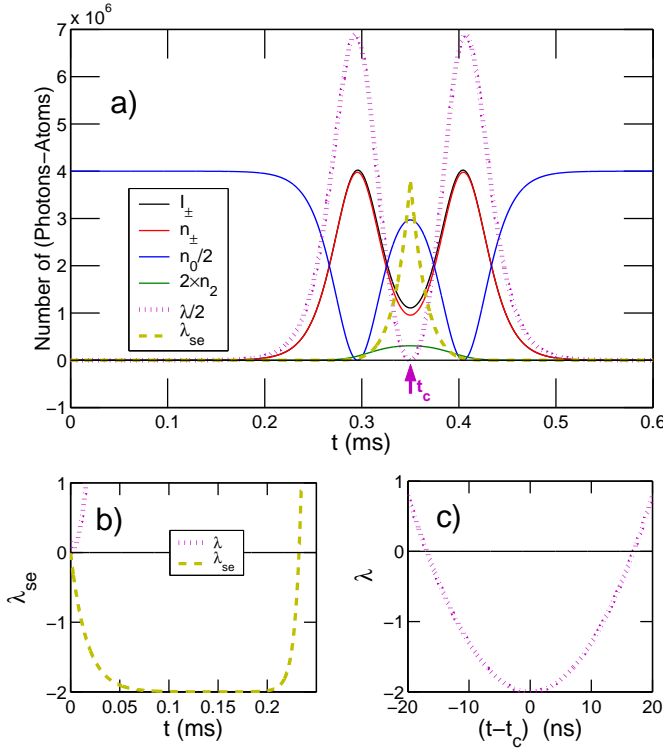 × 10⁶
7
6
5
4
3
2
1
0
−1
Number of (Photons−Atoms)
a)
I±
n±
n₀/2
2×n₂
λ/2
λse
tc
0 0.1 0.2 0.3 0.4 0.5 0.6
t (ms)
b)
1
0
−1
−2
λse
λ
λse
0 0.05 0.1 0.15 0.2
t (ms)
c)
1
0
−1
−2
λ
−20 −10 0 10 20
(t−tc) (ns)